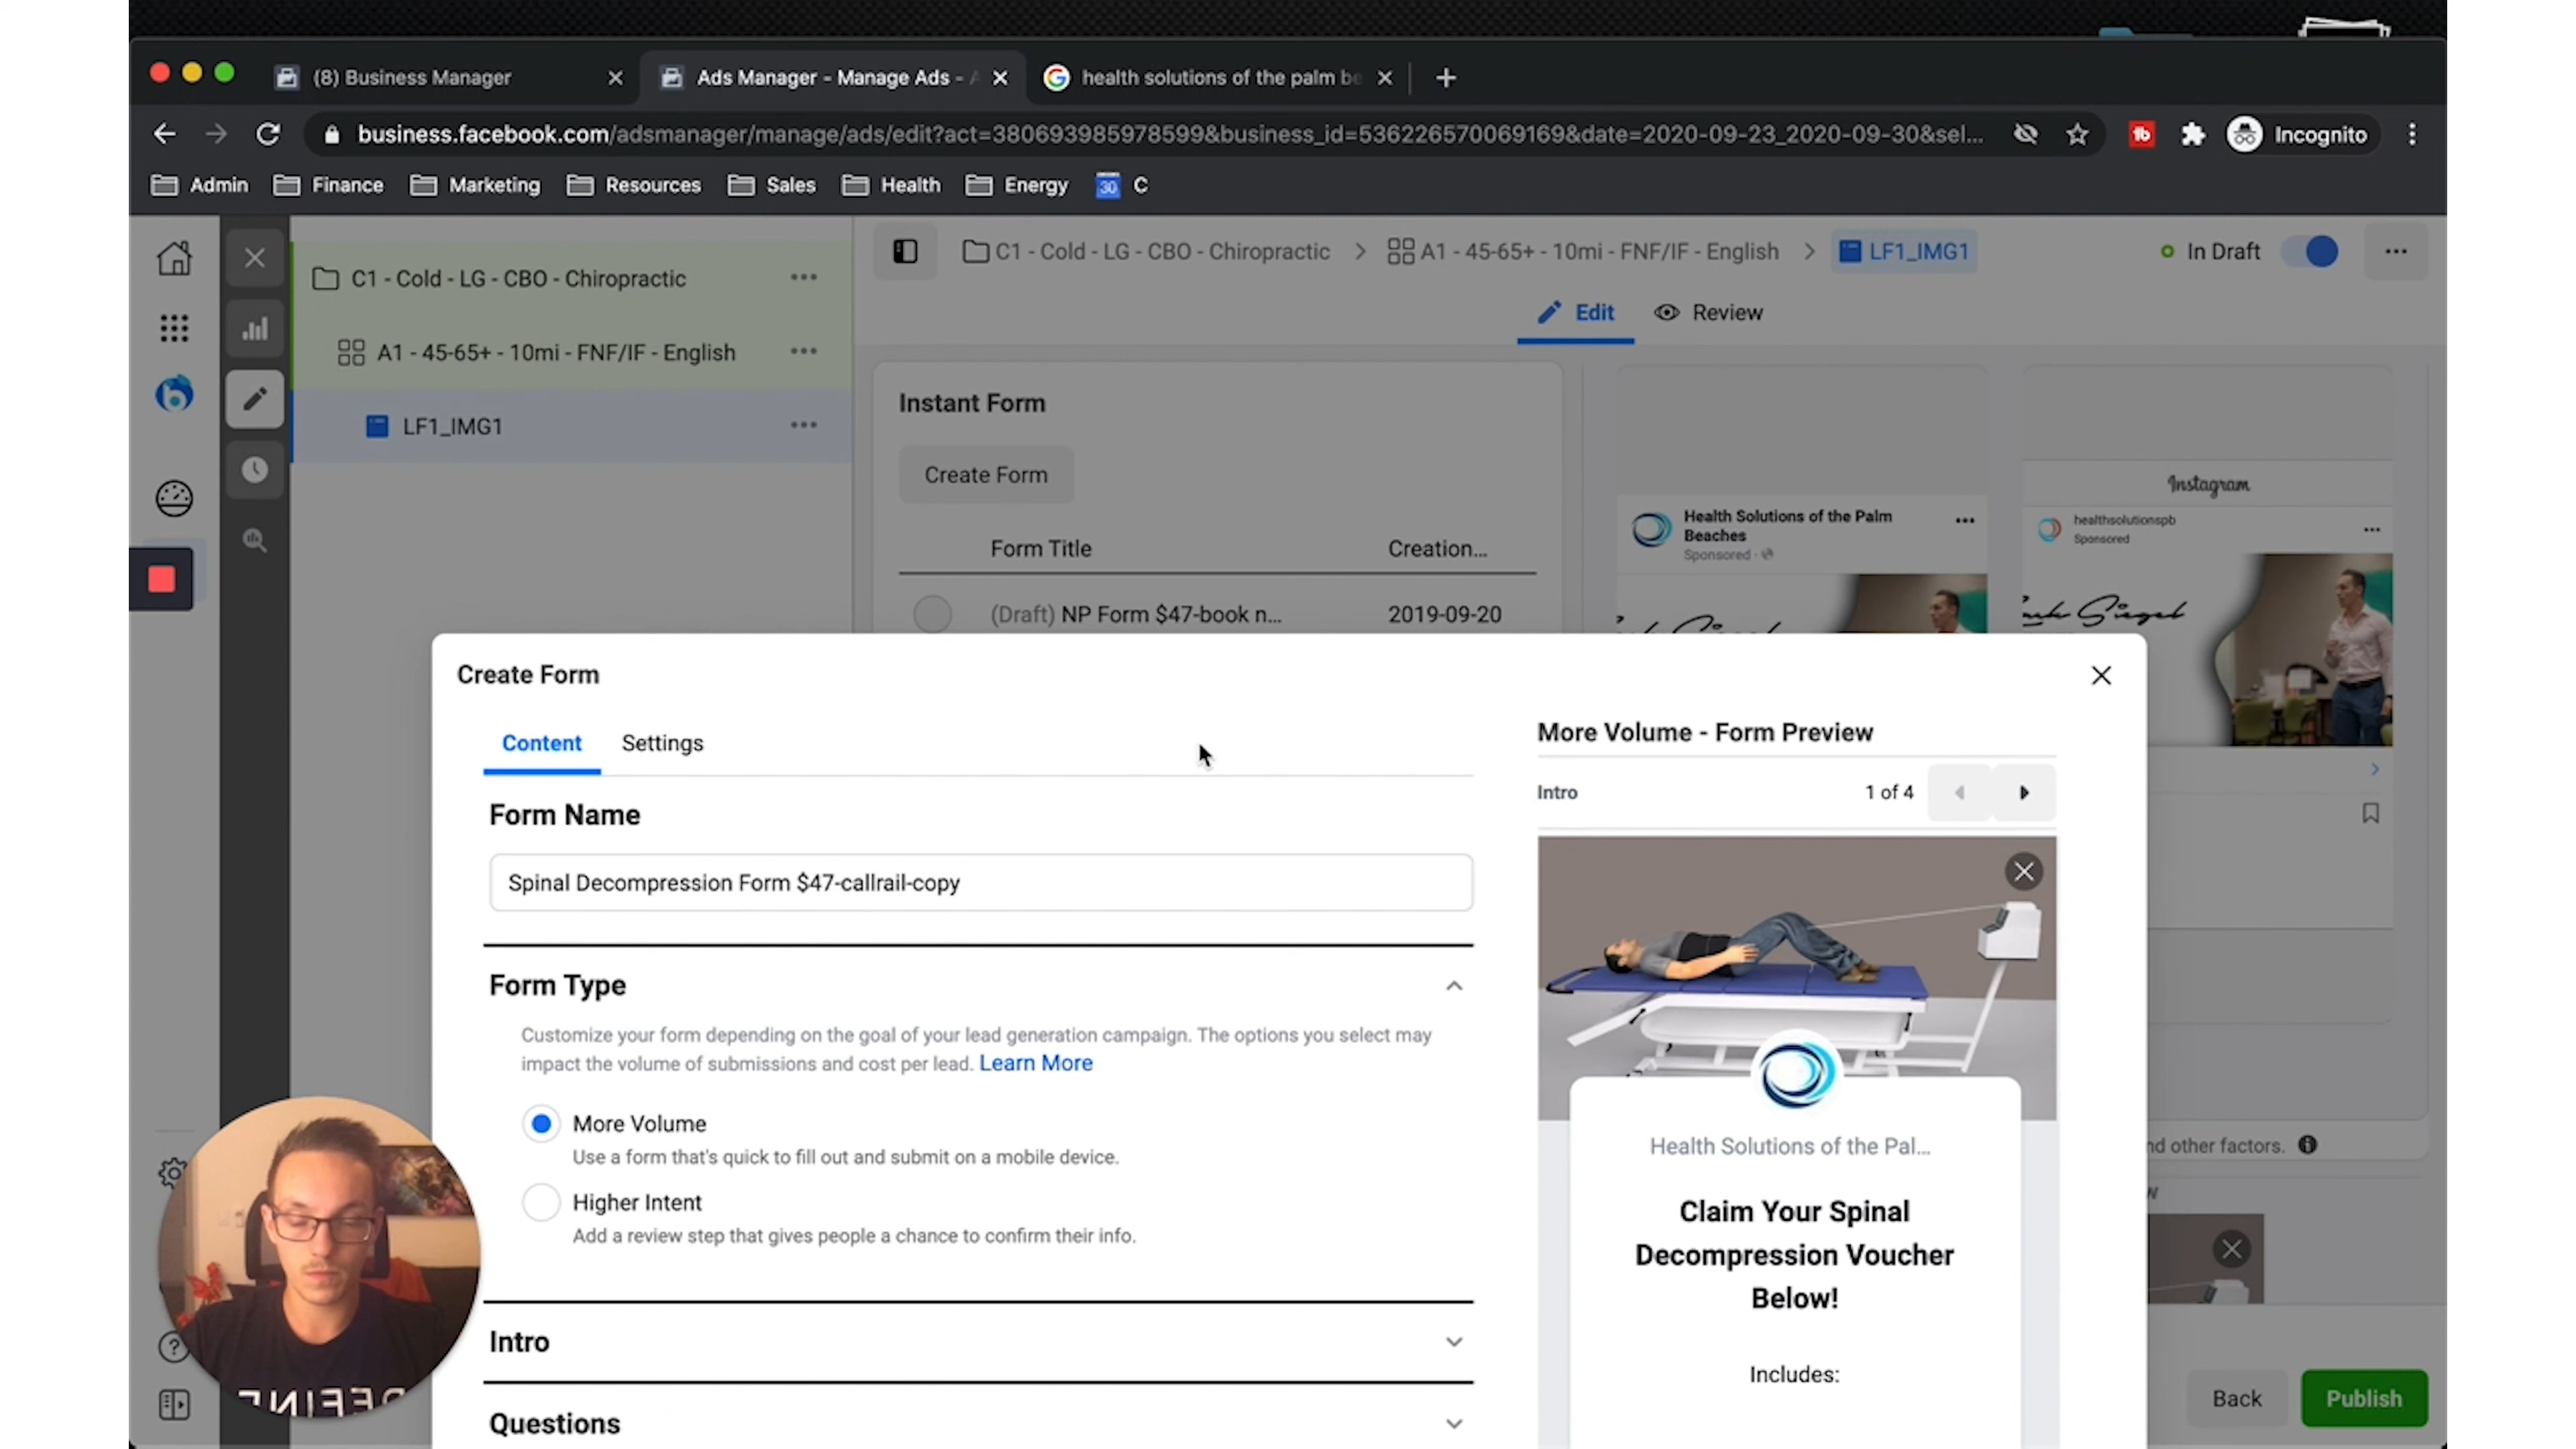 (8) Business Manager
Ads Manager - Manage Ads - A
health solutions of the palm be
business.facebook.com/adsmanager/manage/ads/edit?act=380693985978599&business_id=536226570069169&date=2020-09-23_2020-09-30&sel...
Incognito
Admin
Finance
Marketing
Resources
Sales
Health
Energy
30
C
C1 - Cold - LG - CBO - Chiropractic
A1 - 45-65+ - 10mi - FNF/IF - English
LF1_IMG1
C1 - Cold - LG - CBO - Chiropractic
A1 - 45-65+ - 10mi - FNF/IF - English
LF1_IMG1
In Draft
Edit
Review
Instant Form
Create Form
Form Title
Creation...
(Draft) NP Form $47-book n...
2019-09-20
Health Solutions of the Palm
Beaches
Sponsored
Instagram
healthsolutionspb
Sponsored
Create Form
Content
Settings
Form Name
Spinal Decompression Form $47-callrail-copy
Form Type
Customize your form depending on the goal of your lead generation campaign. The options you select may
impact the volume of submissions and cost per lead. Learn More
More Volume
Use a form that's quick to fill out and submit on a mobile device.
Higher Intent
Add a review step that gives people a chance to confirm their info.
Intro
Questions
More Volume - Form Preview
Intro
1 of 4
Health Solutions of the Pal...
Claim Your Spinal
Decompression Voucher
Below!
Includes:
nd other factors.
Back
Publish